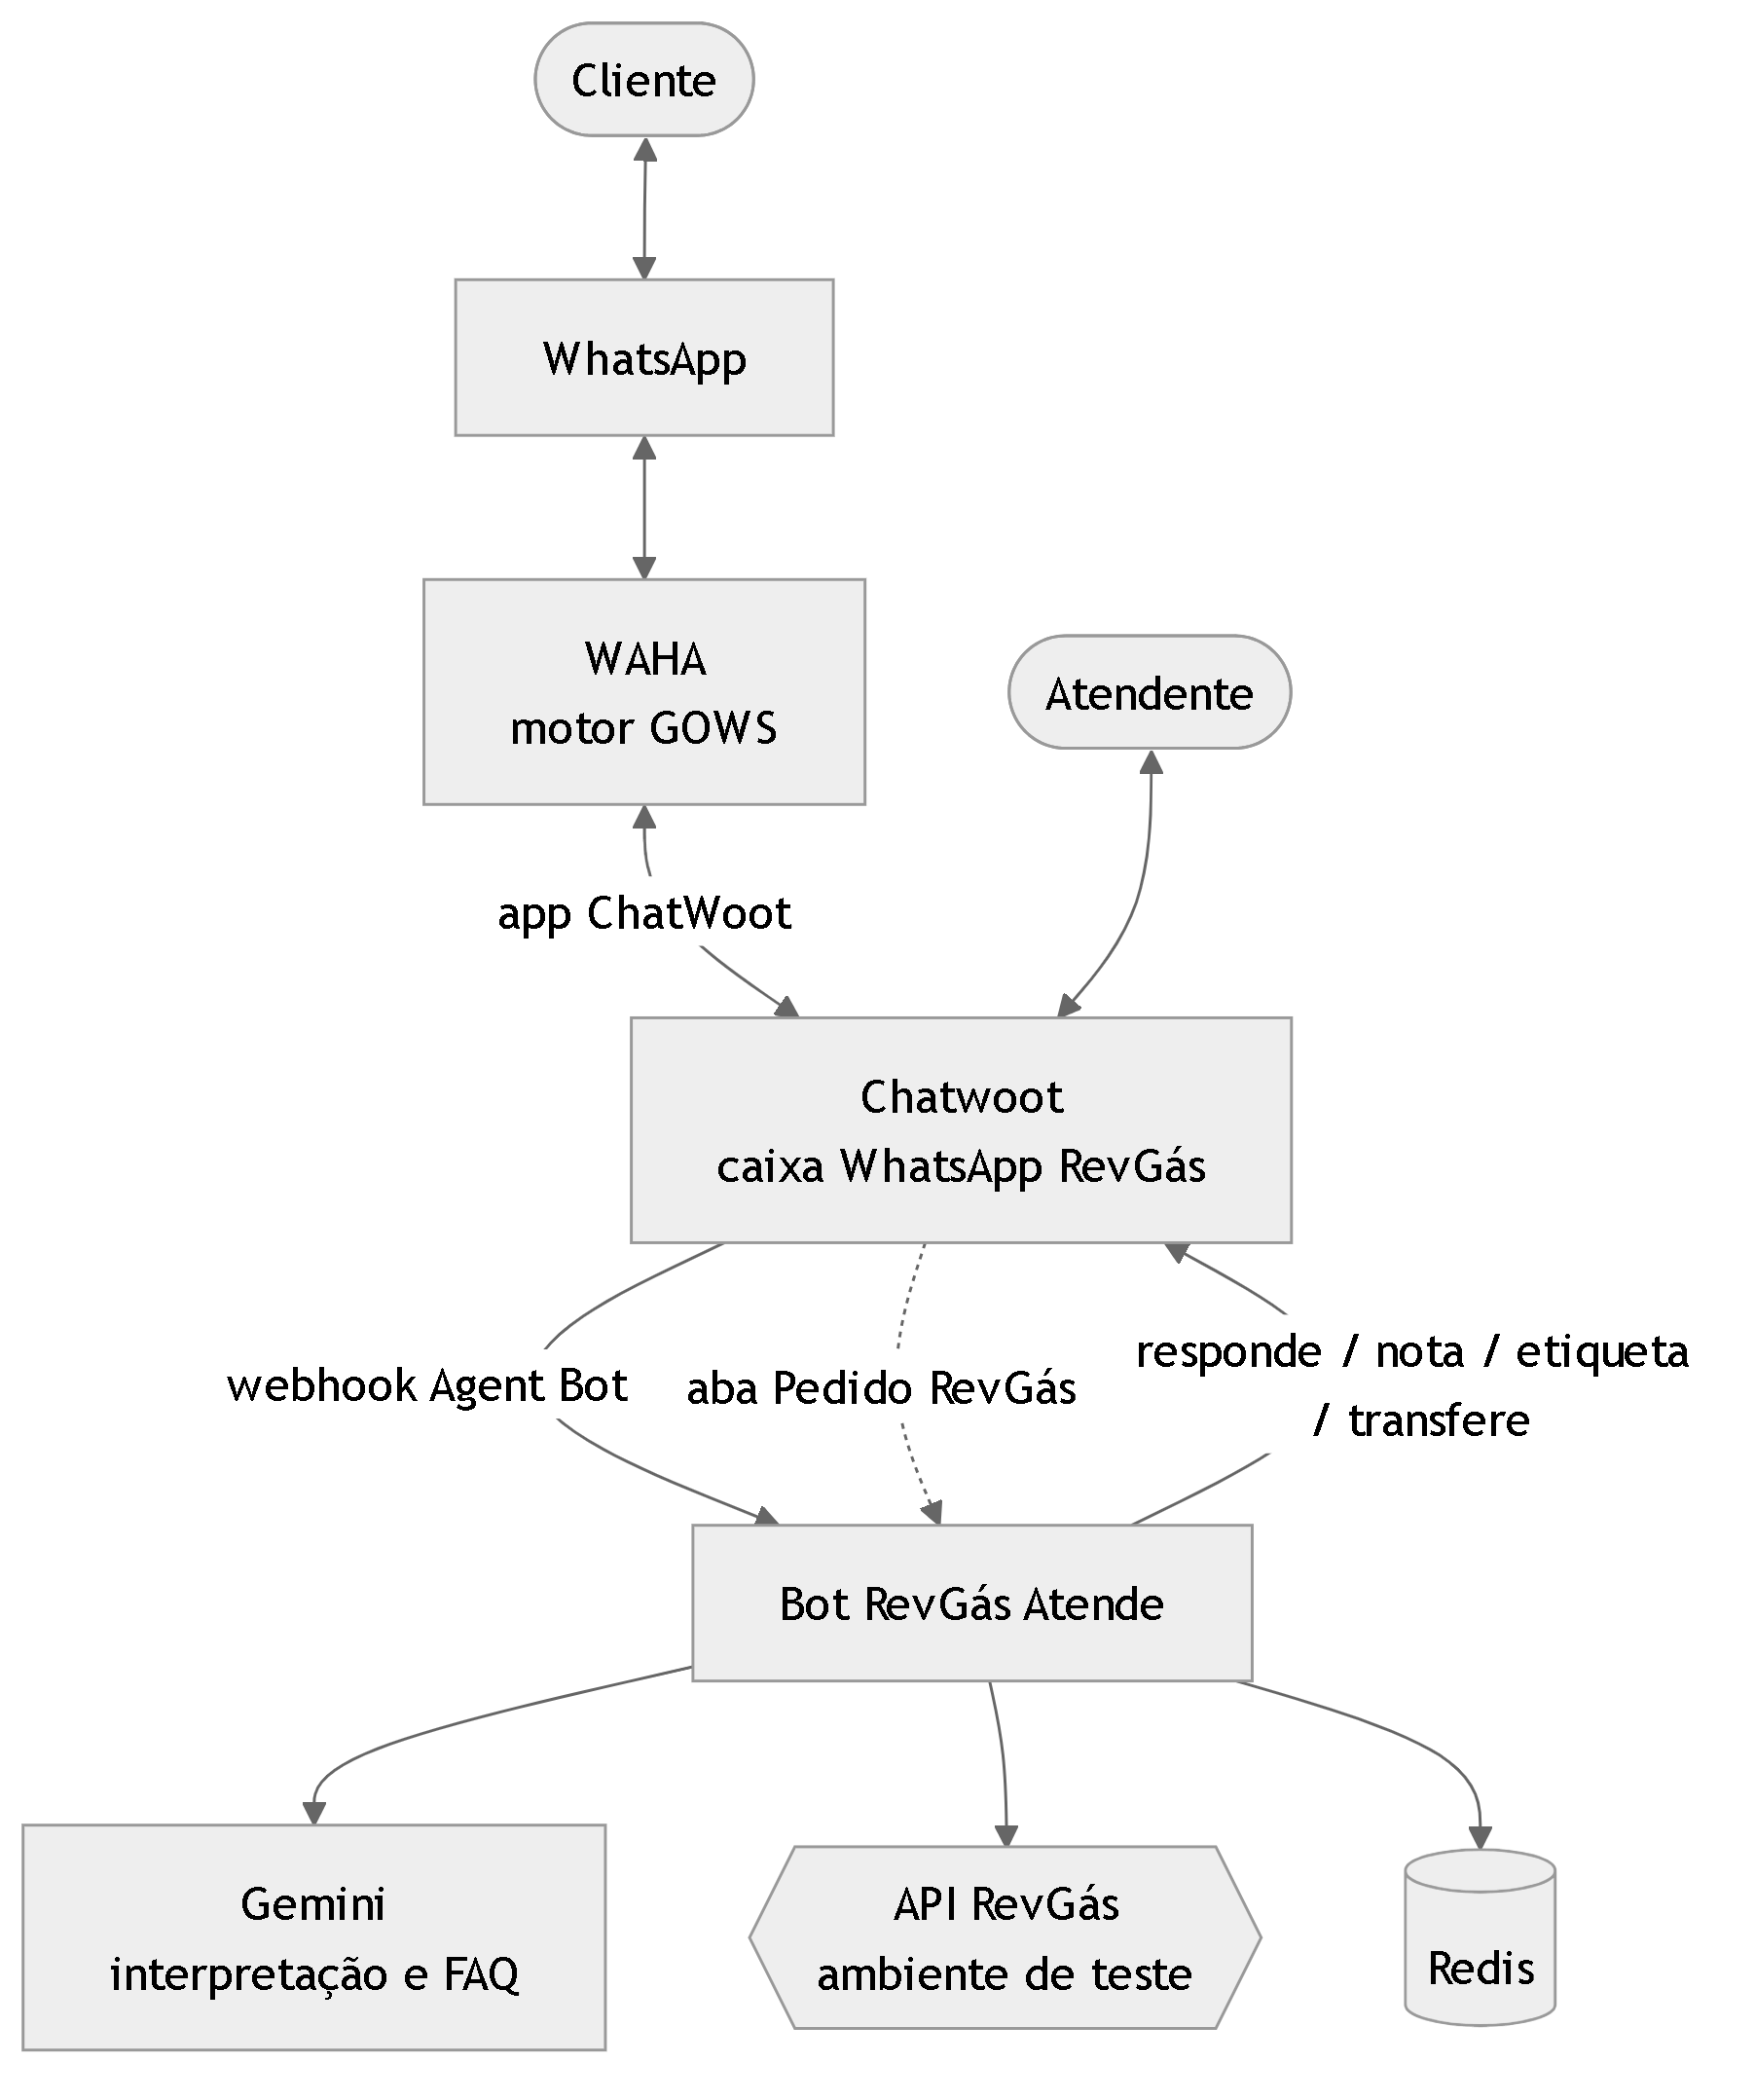 Cliente
WhatsApp
WAHA
motor GOWS
Atendente
app ChatWoot
Chatwoot
caixa WhatsApp RevGás
webhook Agent Bot
aba Pedido RevGás
responde / nota / etiqueta
/ transfere
Bot RevGás Atende
Gemini
interpretação e FAQ
API RevGás
ambiente de teste
Redis